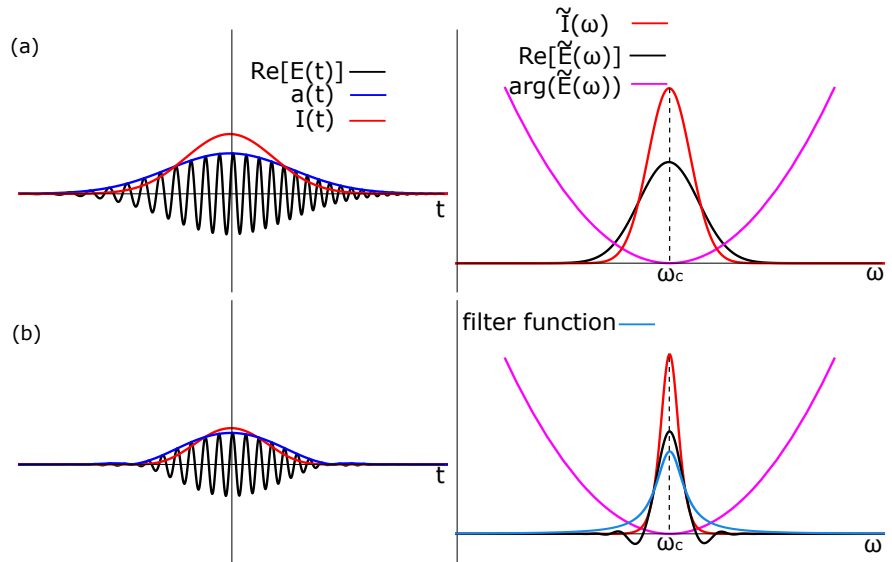 (a)
Re[E(t)]
a(t)
I(t)
t
Ĩ(ω)
Re[Ẽ(ω)]
arg(Ẽ(ω))
ωc
ω
(b)
t
filter function
ωc
ω